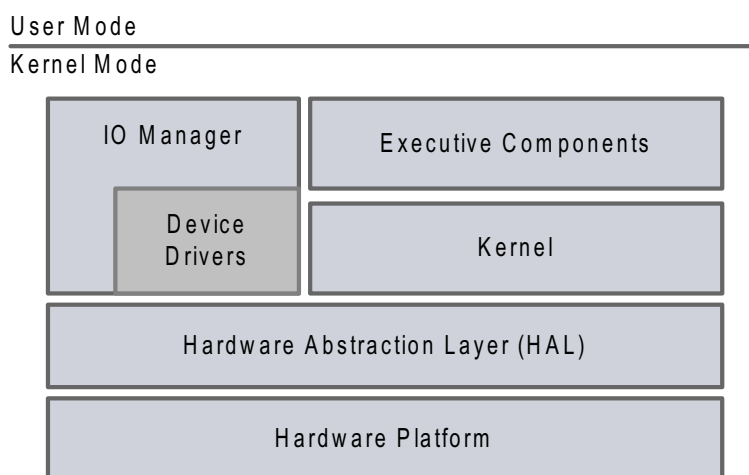 User Mode
Kernel Mode
IO Manager
Executive Components
Device
Drivers
Kernel
Hardware Abstraction Layer (HAL)
Hardware Platform